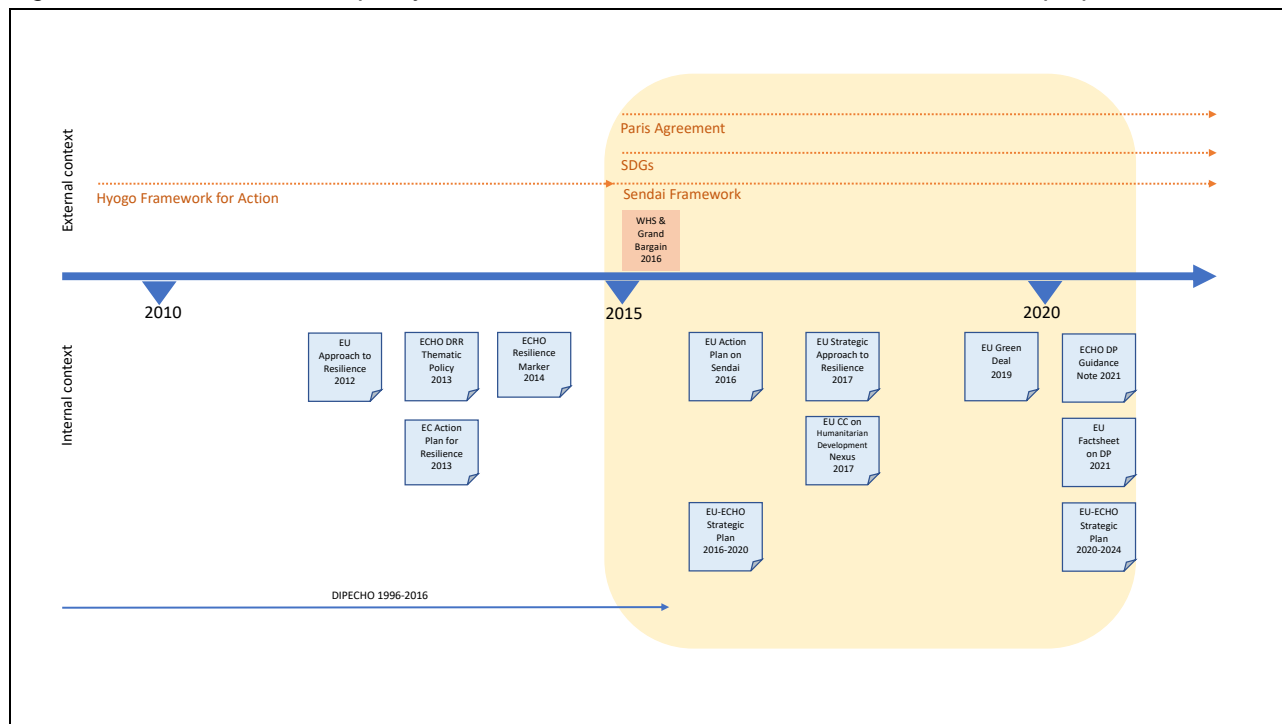 External context
Paris Agreement
SDGs
Hyogo Framework for Action
Sendai Framework
WHS &
Grand
Bargain
2016
2010
2015
2020
Internal context
EU
Approach to
Resilience
2012
ECHO DRR
Thematic
Policy
2013
ECHO
Resilience
Marker
2014
EU Action
Plan on
Sendai
2016
EU Strategic
Approach to
Resilience
2017
EU Green
Deal
2019
ECHO DP
Guidance
Note 2021
EC Action
Plan for
Resilience
2013
EU CC on
Humanitarian
Development
Nexus
2017
EU
Factsheet
on DP
2021
EU-ECHO
Strategic
Plan
2016-2020
EU-ECHO
Strategic
Plan
2020-2024
DIPECHO 1996-2016